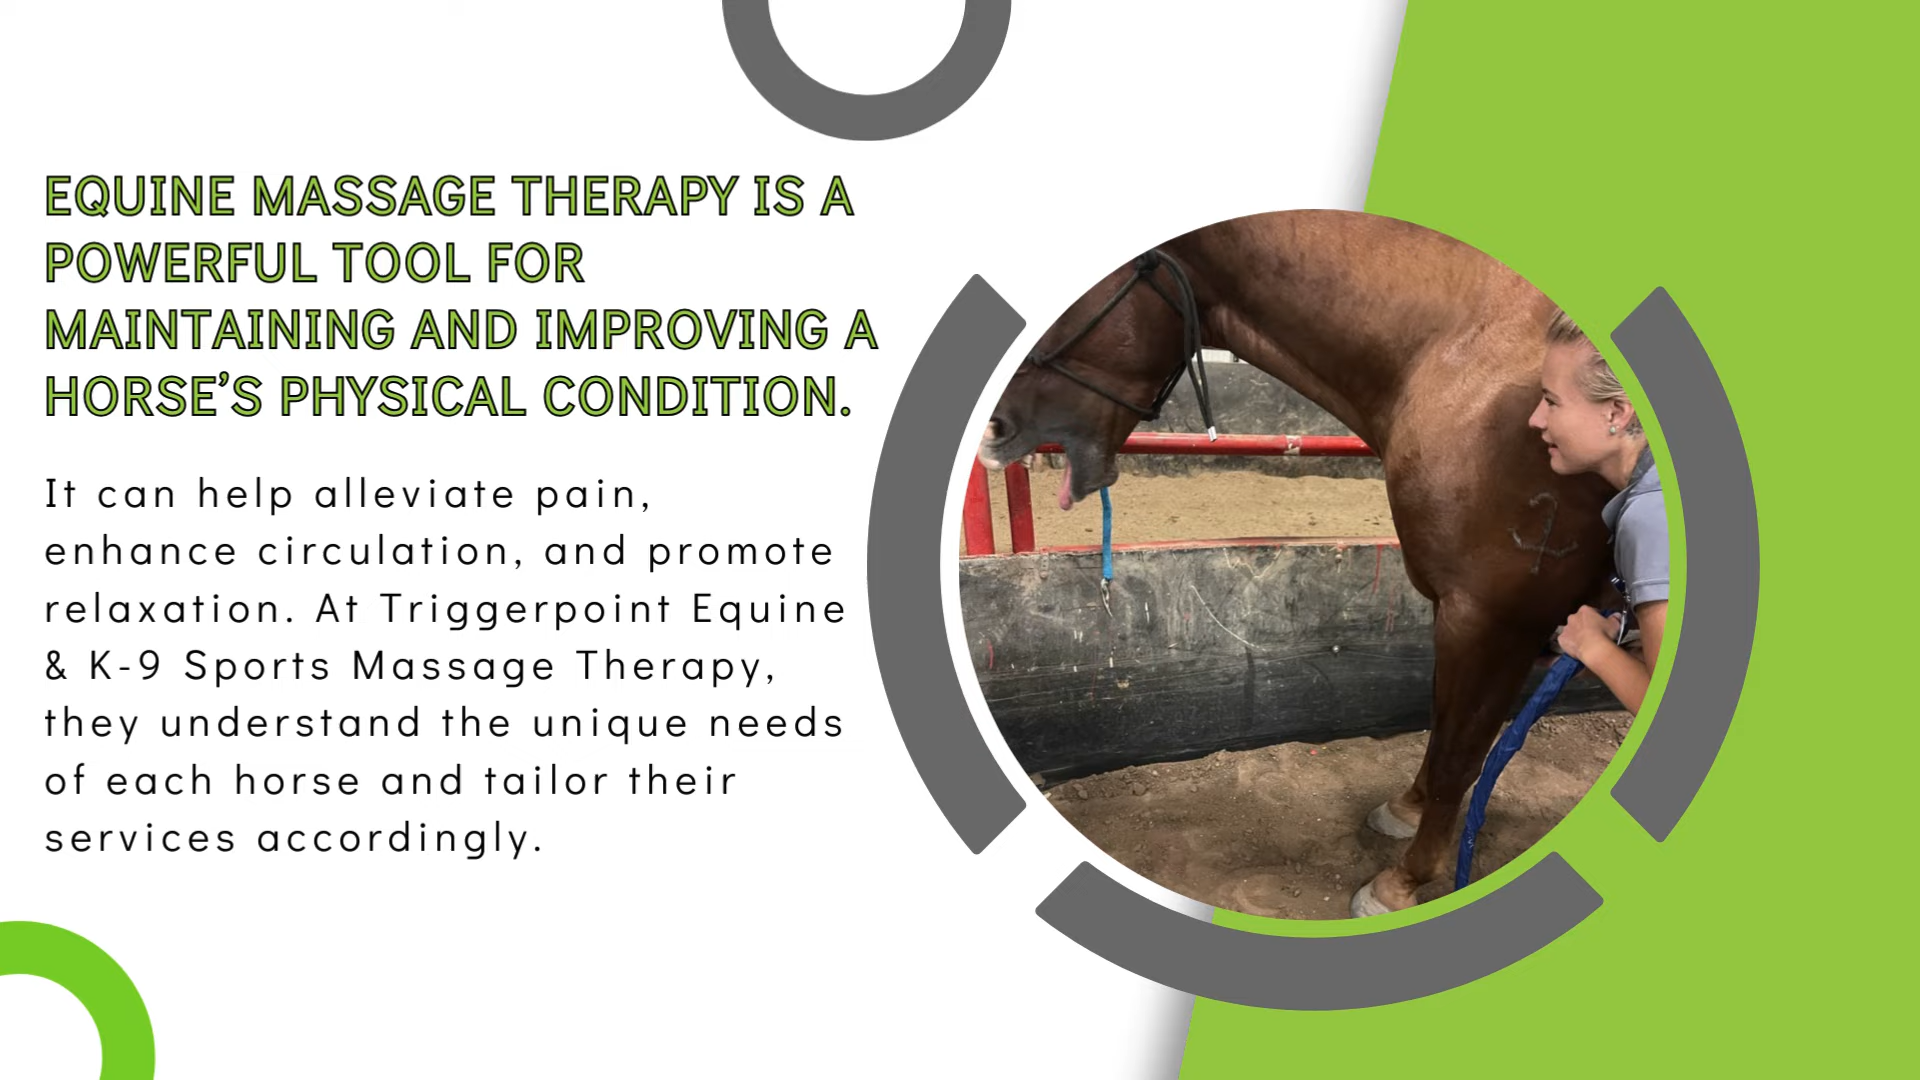 EQUINE MASSAGE THERAPY IS A
POWERFUL TOOL FOR
MAINTAINING AND IMPROVING A
HORSE’S PHYSICAL CONDITION.
It can help alleviate pain,
enhance circulation, and promote
relaxation. At Triggerpoint Equine
& K-9 Sports Massage Therapy,
they understand the unique needs
of each horse and tailor their
services accordingly.